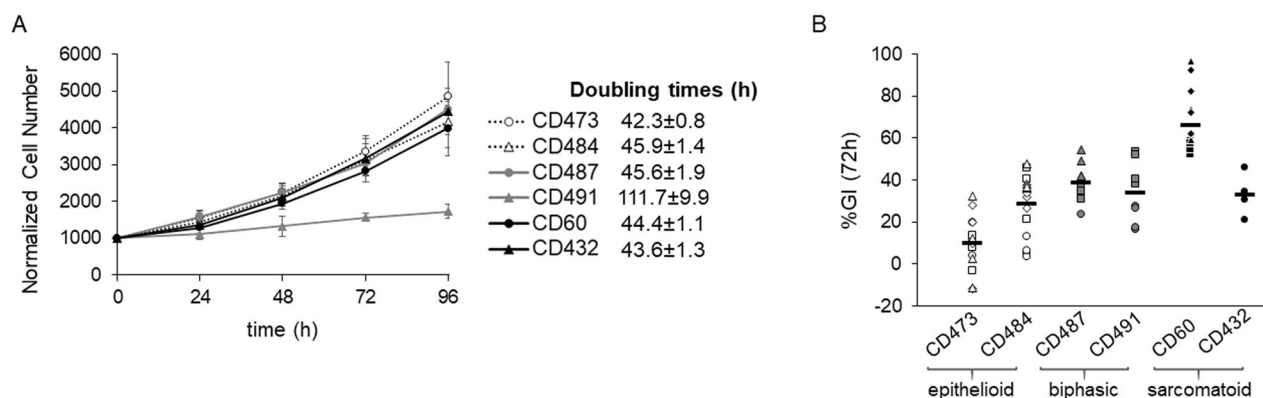 A
Normalized Cell Number
6000
5000
4000
3000
2000
1000
0
0 24 48 72 96
time (h)
Doubling times (h)
CD473 42.3±0.8
CD484 45.9±1.4
CD487 45.6±1.9
CD491 111.7±9.9
CD60 44.4±1.1
CD432 43.6±1.3
B
%GI (72h)
100
80
60
40
20
0
-20
CD473 CD484 CD487 CD491 CD60 CD432
epithelioid biphasic sarcomatoid